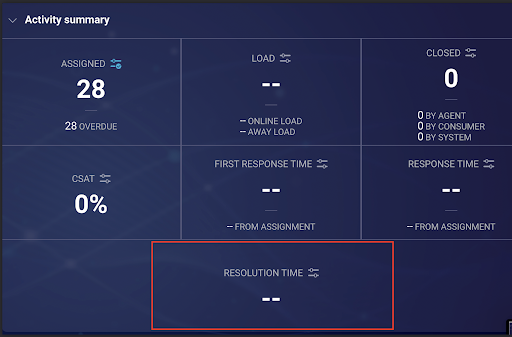 Activity summary
ASSIGNED
28
28 OVERDUE
LOAD
--
-- ONLINE LOAD
-- AWAY LOAD
CLOSED
0
0 BY AGENT
0 BY CONSUMER
0 BY SYSTEM
CSAT
0%
FIRST RESPONSE TIME
--
-- FROM ASSIGNMENT
RESPONSE TIME
--
-- FROM ASSIGNMENT
RESOLUTION TIME
--